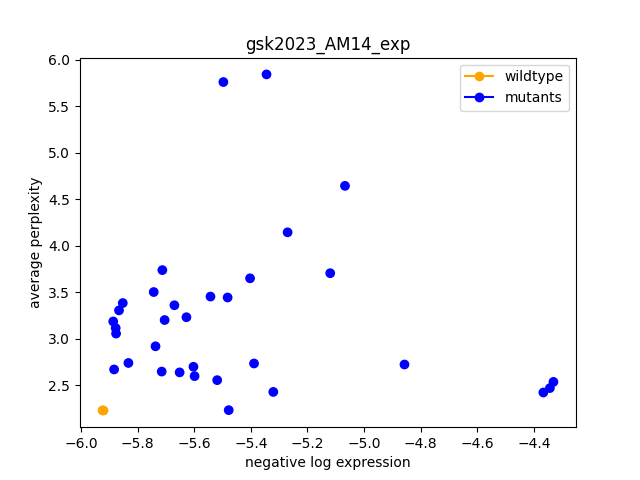 gsk2023_AM14_exp
wildtype
mutants
6.0
5.5
5.0
4.5
4.0
3.5
3.0
2.5
average perplexity
−6.0 −5.8 −5.6 −5.4 −5.2 −5.0 −4.8 −4.6 −4.4
negative log expression